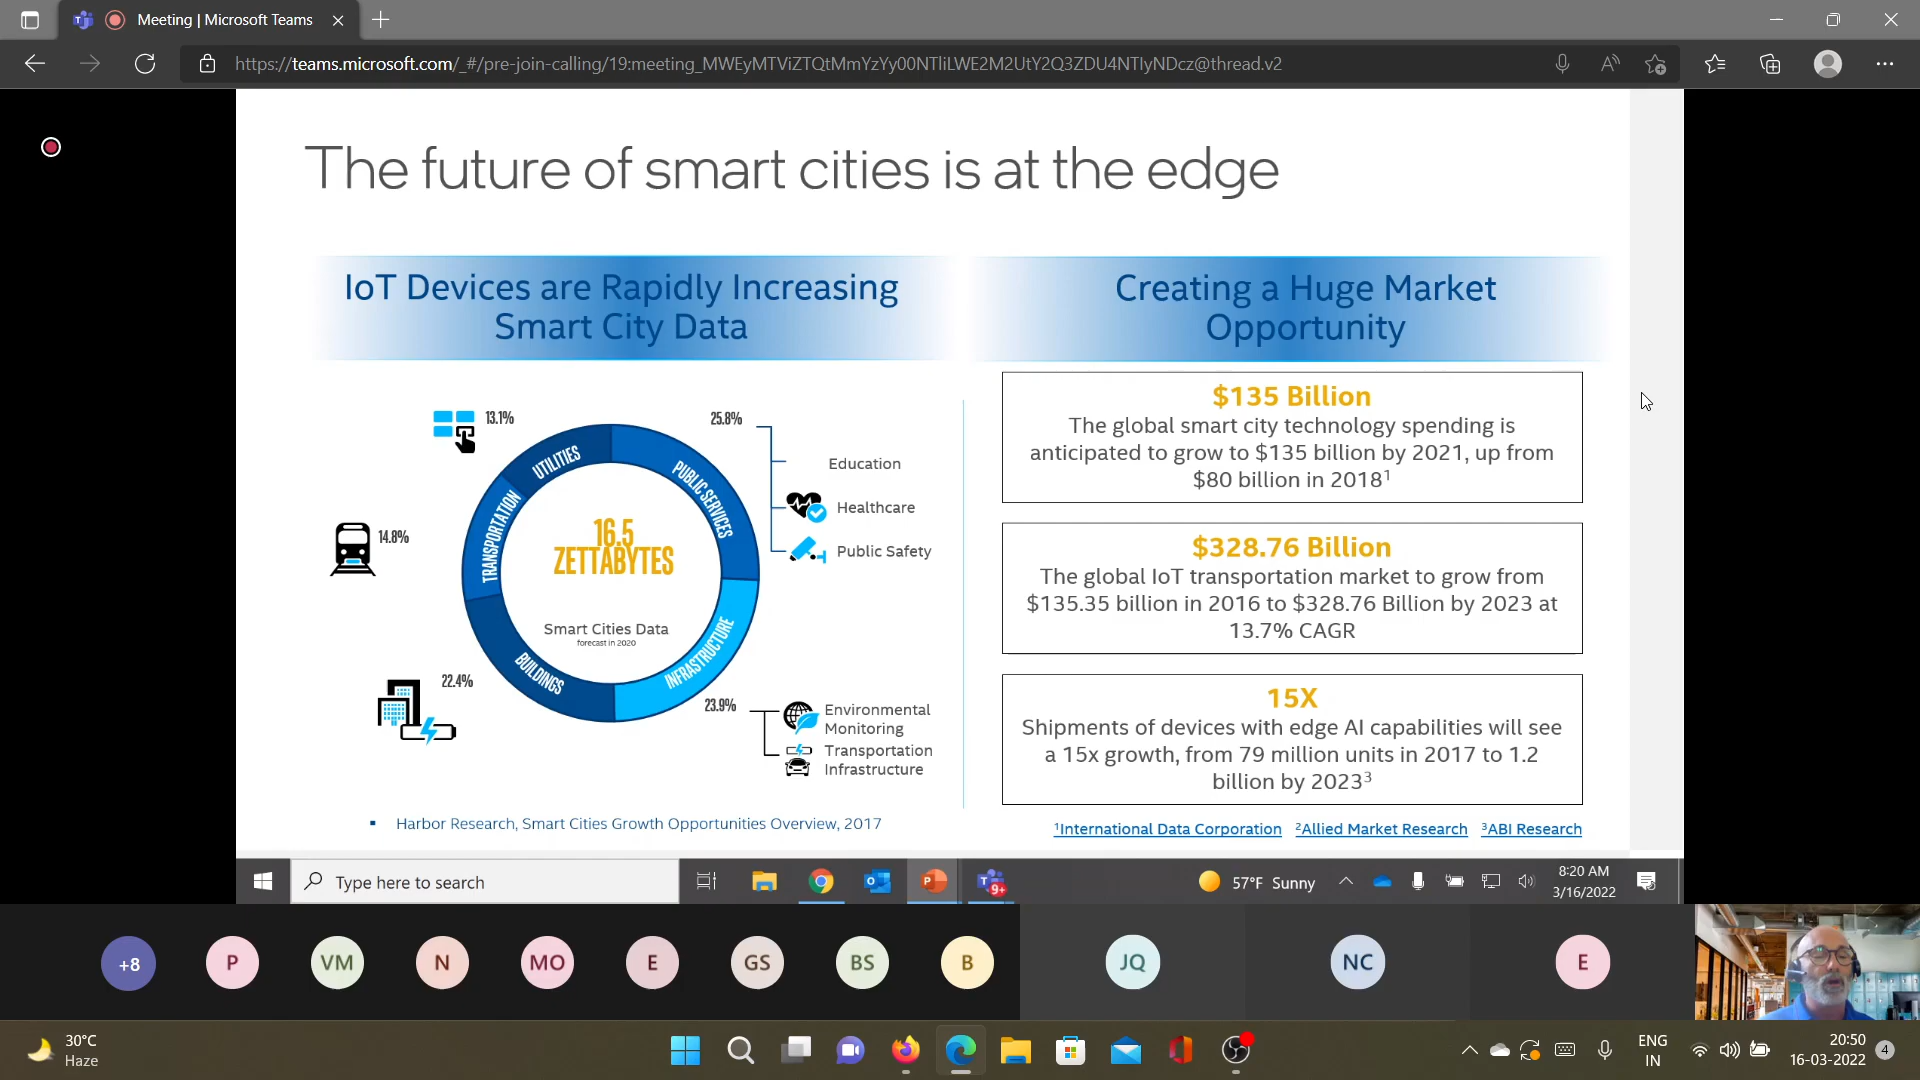 Meeting | Microsoft Teams
https://teams.microsoft.com/_#/pre-join-calling/19:meeting_MWEyMTViZTQtMmYzYy00NTliLWE2M2UtY2Q3ZDU4NTIyNDcz@thread.v2
The future of smart cities is at the edge
IoT Devices are Rapidly Increasing
Smart City Data
13.1%
25.8%
UTILITIES
PUBLIC SERVICES
Education
Healthcare
Public Safety
14.8%
TRANSPORTATION
16.5
ZETTABYTES
Smart Cities Data
forecast in 2020
BUILDINGS
INFRASTRUCTURE
22.4%
23.9%
Environmental
Monitoring
Transportation
Infrastructure
Harbor Research, Smart Cities Growth Opportunities Overview, 2017
Creating a Huge Market
Opportunity
$135 Billion
The global smart city technology spending is
anticipated to grow to $135 billion by 2021, up from
$80 billion in 2018¹
$328.76 Billion
The global IoT transportation market to grow from
$135.35 billion in 2016 to $328.76 Billion by 2023 at
13.7% CAGR
15X
Shipments of devices with edge AI capabilities will see
a 15x growth, from 79 million units in 2017 to 1.2
billion by 2023³
¹International Data Corporation ²Allied Market Research ³ABI Research
Type here to search
9+
57°F Sunny
8:20 AM
3/16/2022
+8
P
VM
N
MO
E
GS
BS
B
JQ
NC
E
30°C
Haze
ENG
IN
20:50
16-03-2022
4